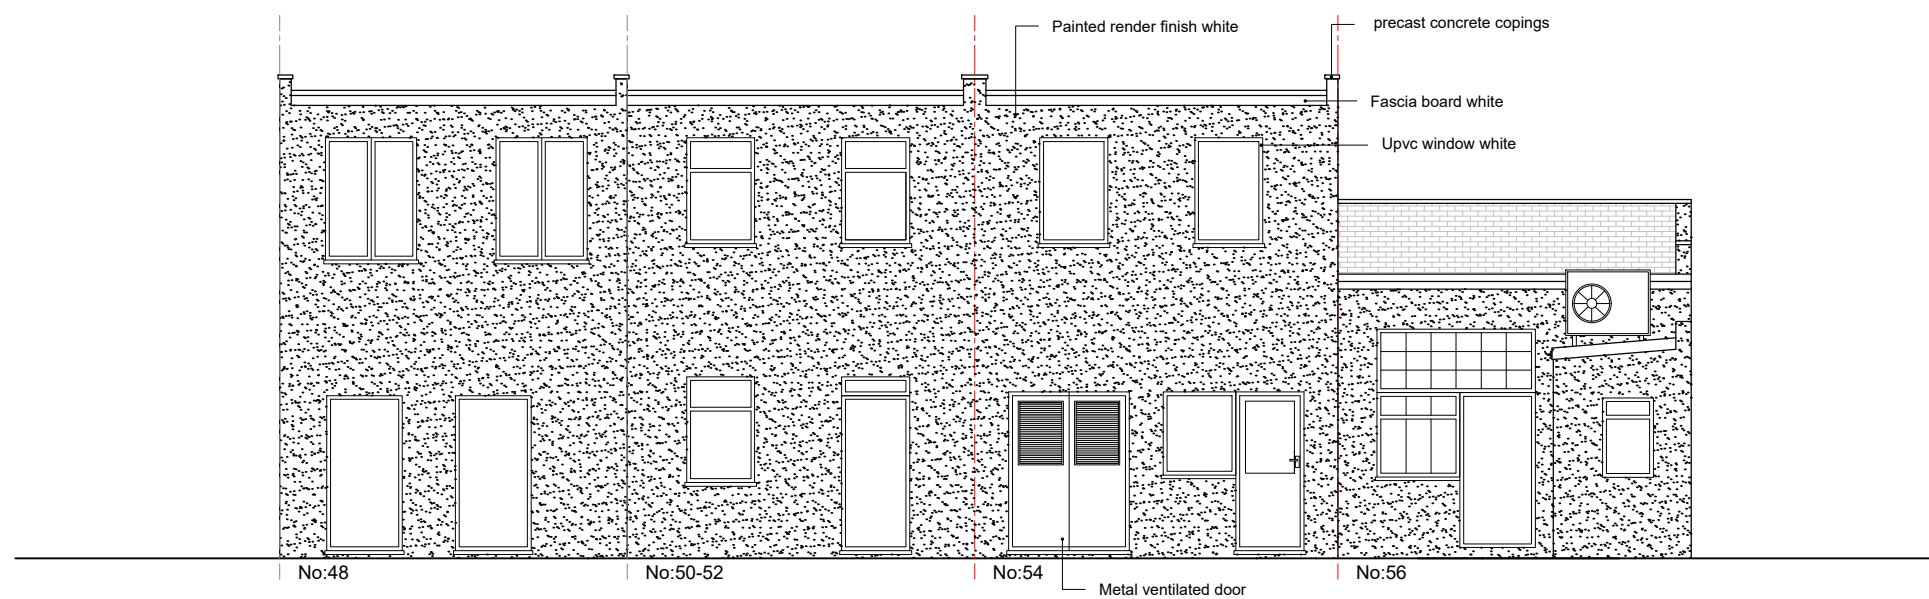 Painted render finish white
precast concrete copings
Fascia board white
Upvc window white
No:48
No:50-52
No:54
No:56
Metal ventilated door